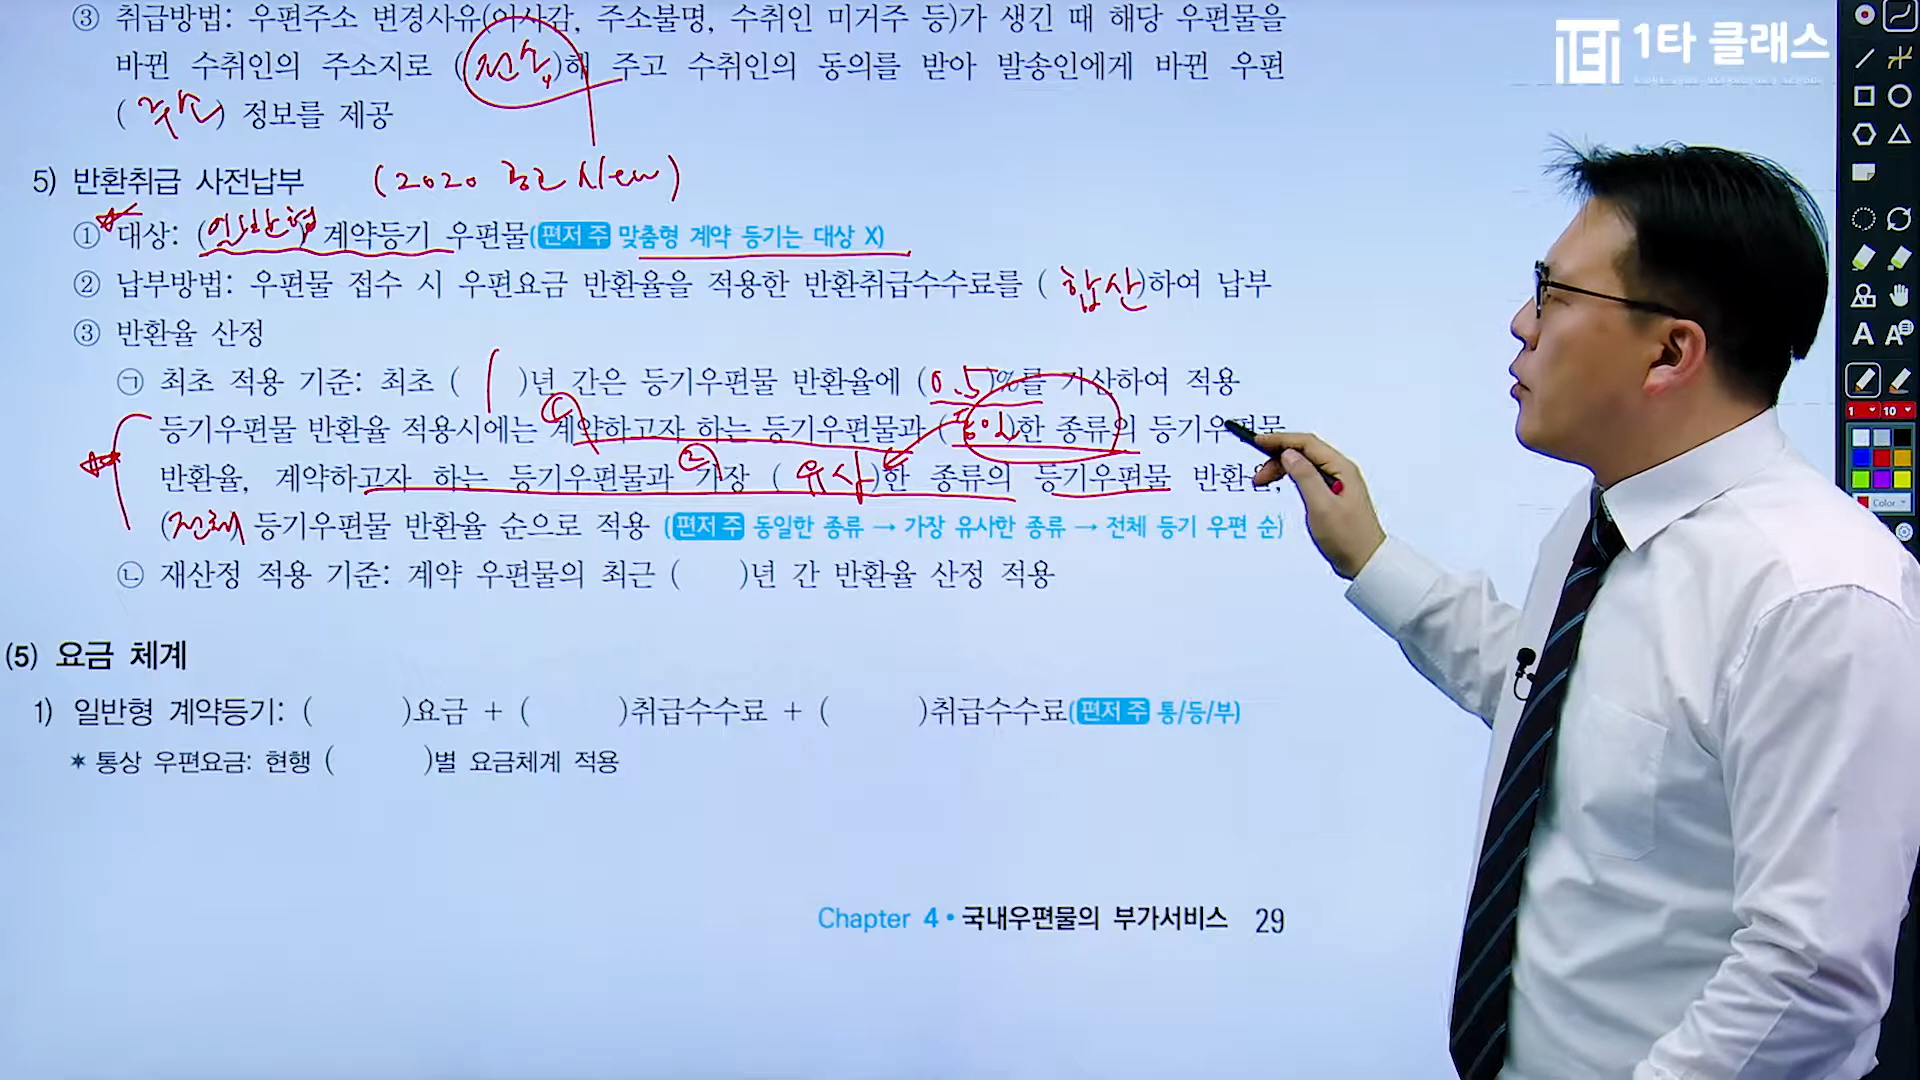 ③ 취급방법: 우편주소 변경사유(이사감, 주소불명, 수취인 미거주 등)가 생긴 때 해당 우편물을
바뀐 수취인의 주소지로 (전송)해 주고 수취인의 동의를 받아 발송인에게 바뀐 우편
(주소) 정보를 제공
1타 클래스
5) 반환취급 사전납부 (2020 공고 New)
① 대상: (일반형) 계약등기 우편물(편저 주 맞춤형 계약 등기는 대상 X)
② 납부방법: 우편물 접수 시 우편요금 반환율을 적용한 반환취급수수료를 (합산)하여 납부
③ 반환율 산정
㉠ 최초 적용 기준: 최초 ( 1 )년 간은 등기우편물 반환율에 (0.5)%를 가산하여 적용
등기우편물 반환율 적용시에는 ① 계약하고자 하는 등기우편물과 (동일)한 종류의 등기우편물
반환율, 계약하고자 하는 등기우편물과 ② 가장 (유사)한 종류의 등기우편물 반환율,
(전체) 등기우편물 반환율 순으로 적용 (편저 주 동일한 종류 → 가장 유사한 종류 → 전체 등기 우편 순)
㉡ 재산정 적용 기준: 계약 우편물의 최근 ( )년 간 반환율 산정 적용
(5) 요금 체계
1) 일반형 계약등기: ( )요금 + ( )취급수수료 + ( )취급수수료(편저 주 통/등/부)
* 통상 우편요금: 현행 ( )별 요금체계 적용
Chapter 4 • 국내우편물의 부가서비스 29
1 10
Color